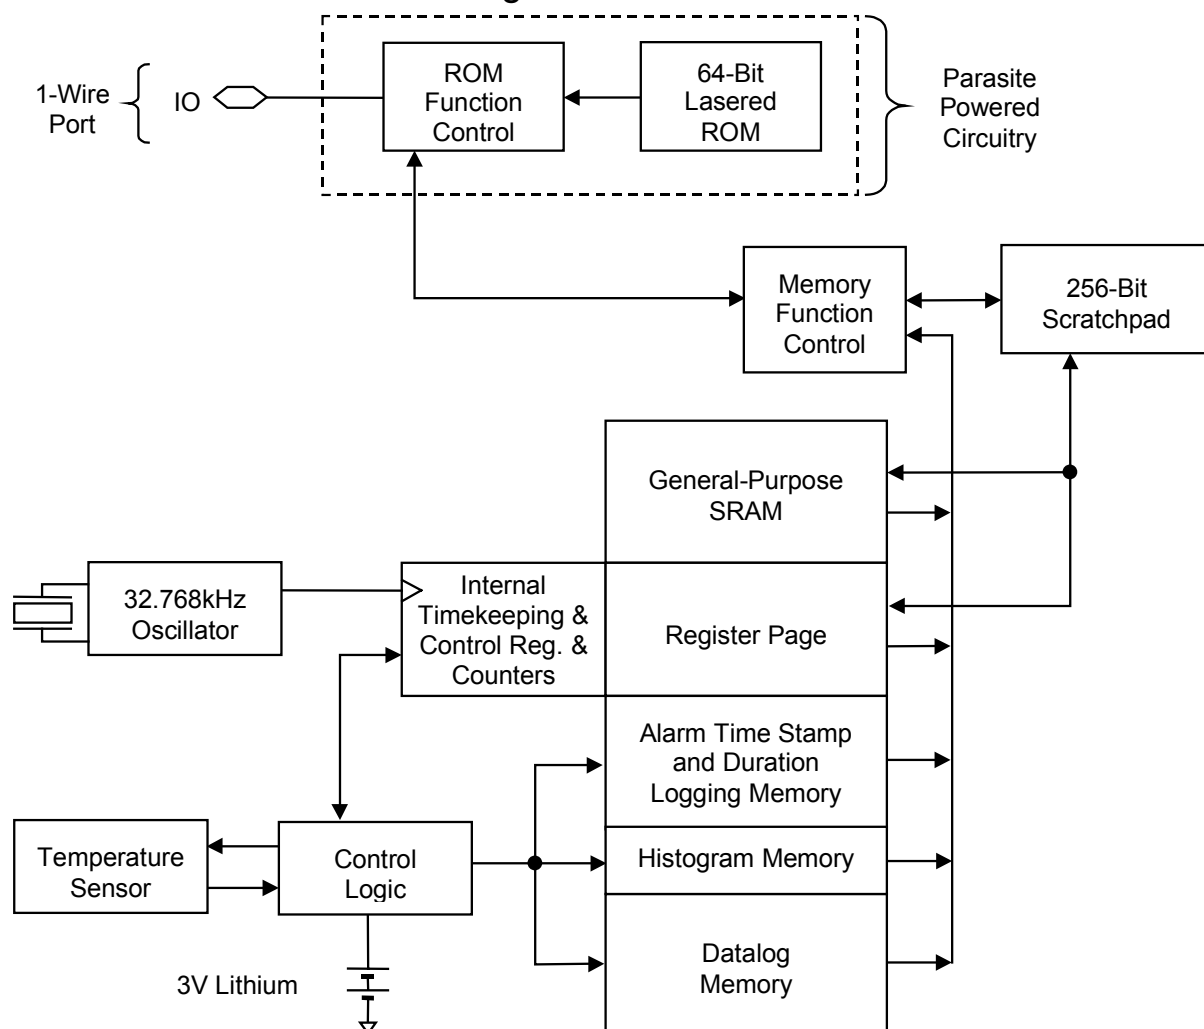 1-Wire
Port
IO
ROM
Function
Control
64-Bit
Lasered
ROM
Parasite
Powered
Circuitry
Memory
Function
Control
256-Bit
Scratchpad
General-Purpose
SRAM
32.768kHz
Oscillator
Internal
Timekeeping &
Control Reg. &
Counters
Register Page
Alarm Time Stamp
and Duration
Logging Memory
Temperature
Sensor
Control
Logic
Histogram Memory
Datalog
Memory
3V Lithium